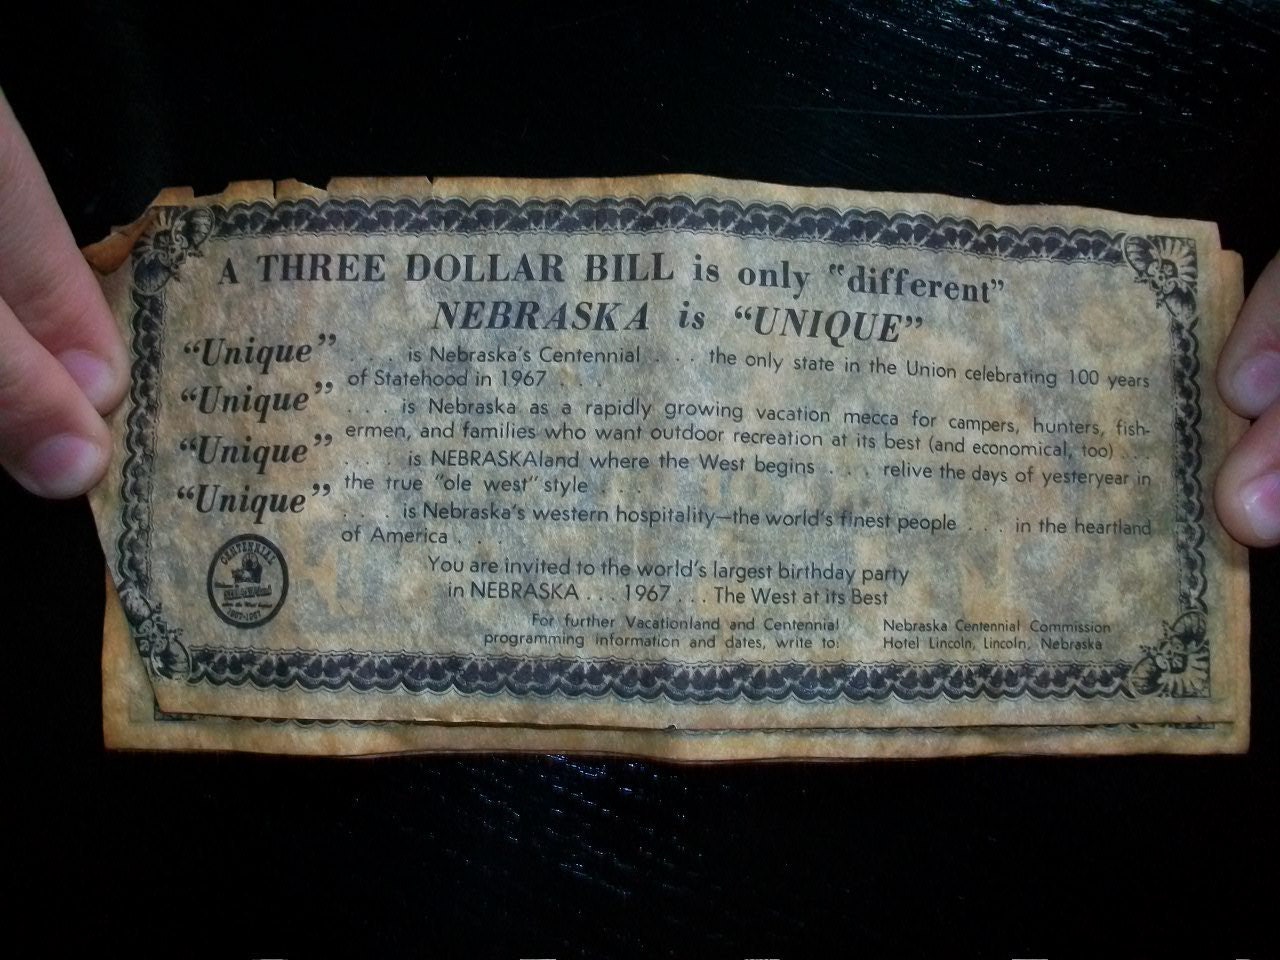 A THREE DOLLAR BILL is only "different"
NEBRASKA is "UNIQUE"
"Unique" . . . is Nebraska's Centennial . . . the only state in the Union celebrating 100 years
of Statehood in 1967 . . .
"Unique" . . . is Nebraska as a rapidly growing vacation mecca for campers, hunters, fish-
ermen, and families who want outdoor recreation at its best (and economical, too) . . .
"Unique" . . . is NEBRASKAland where the West begins . . . relive the days of yesteryear in
the true "ole west" style . . .
"Unique" . . . is Nebraska's western hospitality—the world's finest people . . . in the heartland
of America . . .
You are invited to the world's largest birthday party
in NEBRASKA . . . 1967 . . . The West at its Best
CENTENNIAL
1867-1967
For further Vacationland and Centennial
programming information and dates, write to:
Nebraska Centennial Commission
Hotel Lincoln, Lincoln, Nebraska